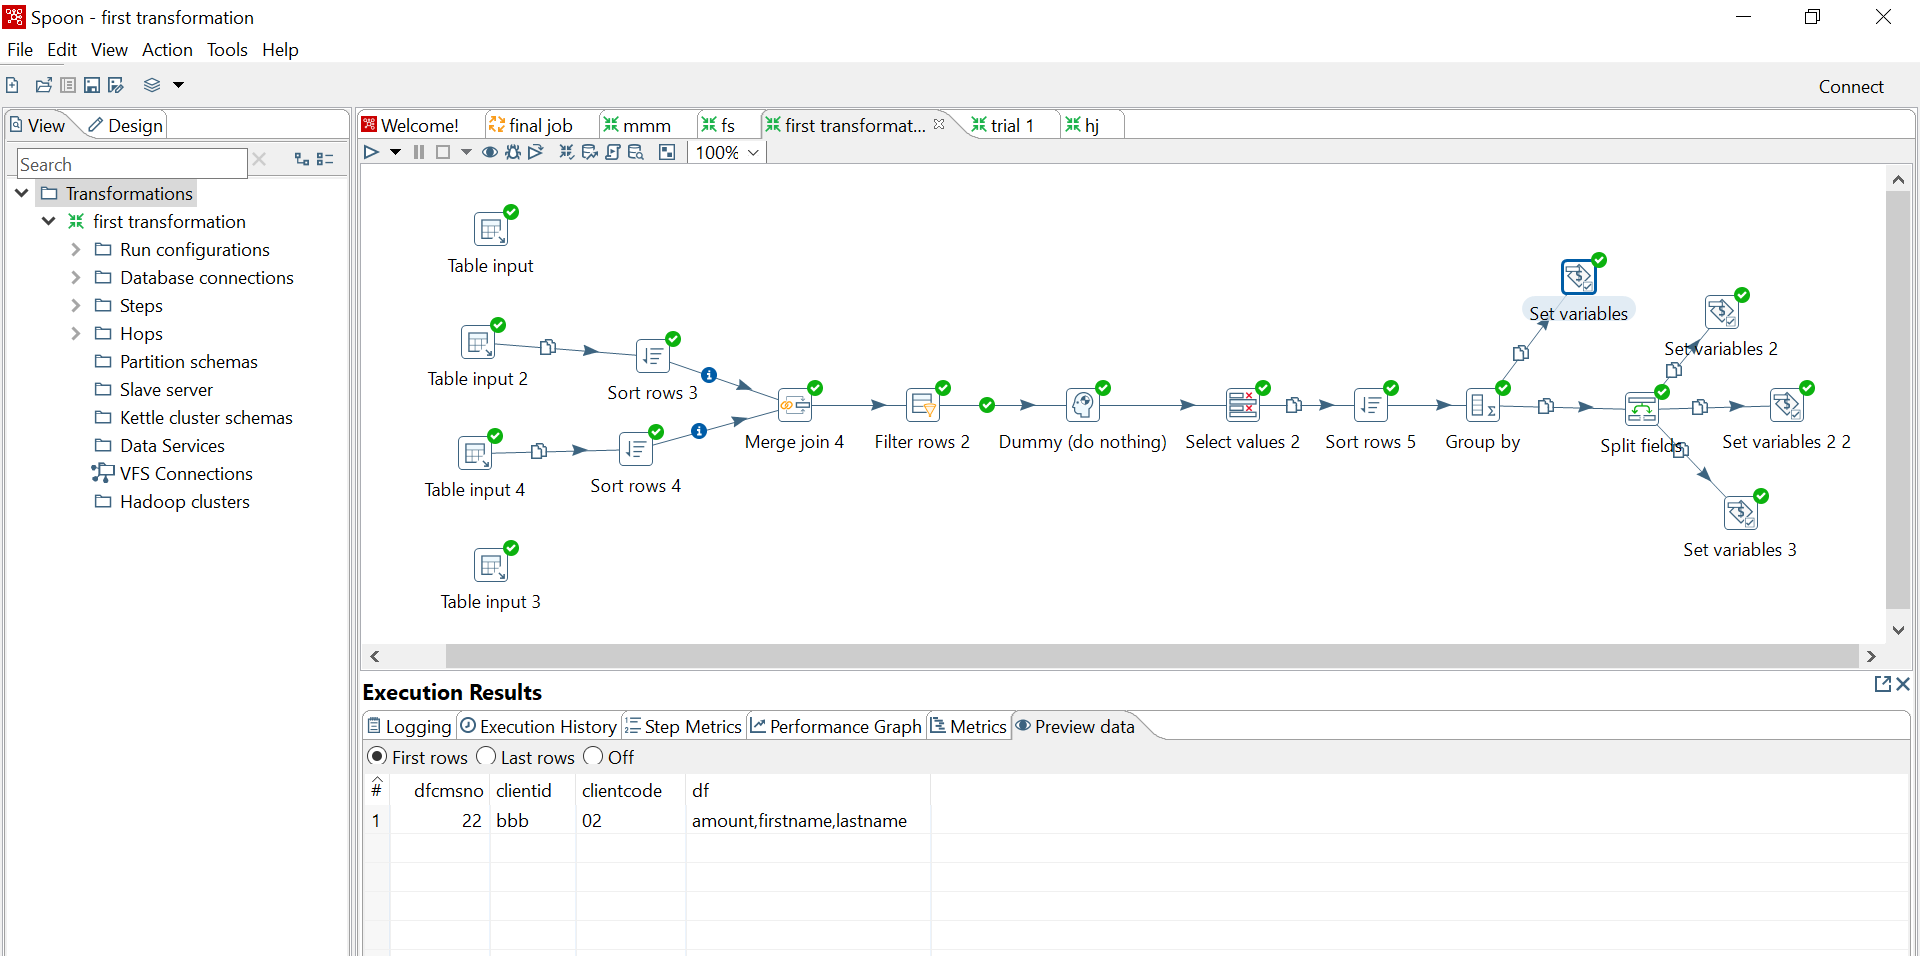 Spoon - first transformation
File Edit View Action Tools Help
Connect
View Design
Welcome! final job mmm fs first transformat... trial 1 hj
100%
Search
Transformations
first transformation
Run configurations
Database connections
Steps
Hops
Partition schemas
Slave server
Kettle cluster schemas
Data Services
VFS Connections
Hadoop clusters
Table input
Set variables
Set variables 2
Table input 2
Sort rows 3
Merge join 4 Filter rows 2 Dummy (do nothing) Select values 2 Sort rows 5 Group by Split fields Set variables 2 2
Table input 4 Sort rows 4
Set variables 3
Table input 3
Execution Results
Logging Execution History Step Metrics Performance Graph Metrics Preview data
First rows Last rows Off
# dfcmsno clientid clientcode df
1 22 bbb 02 amount,firstname,lastname